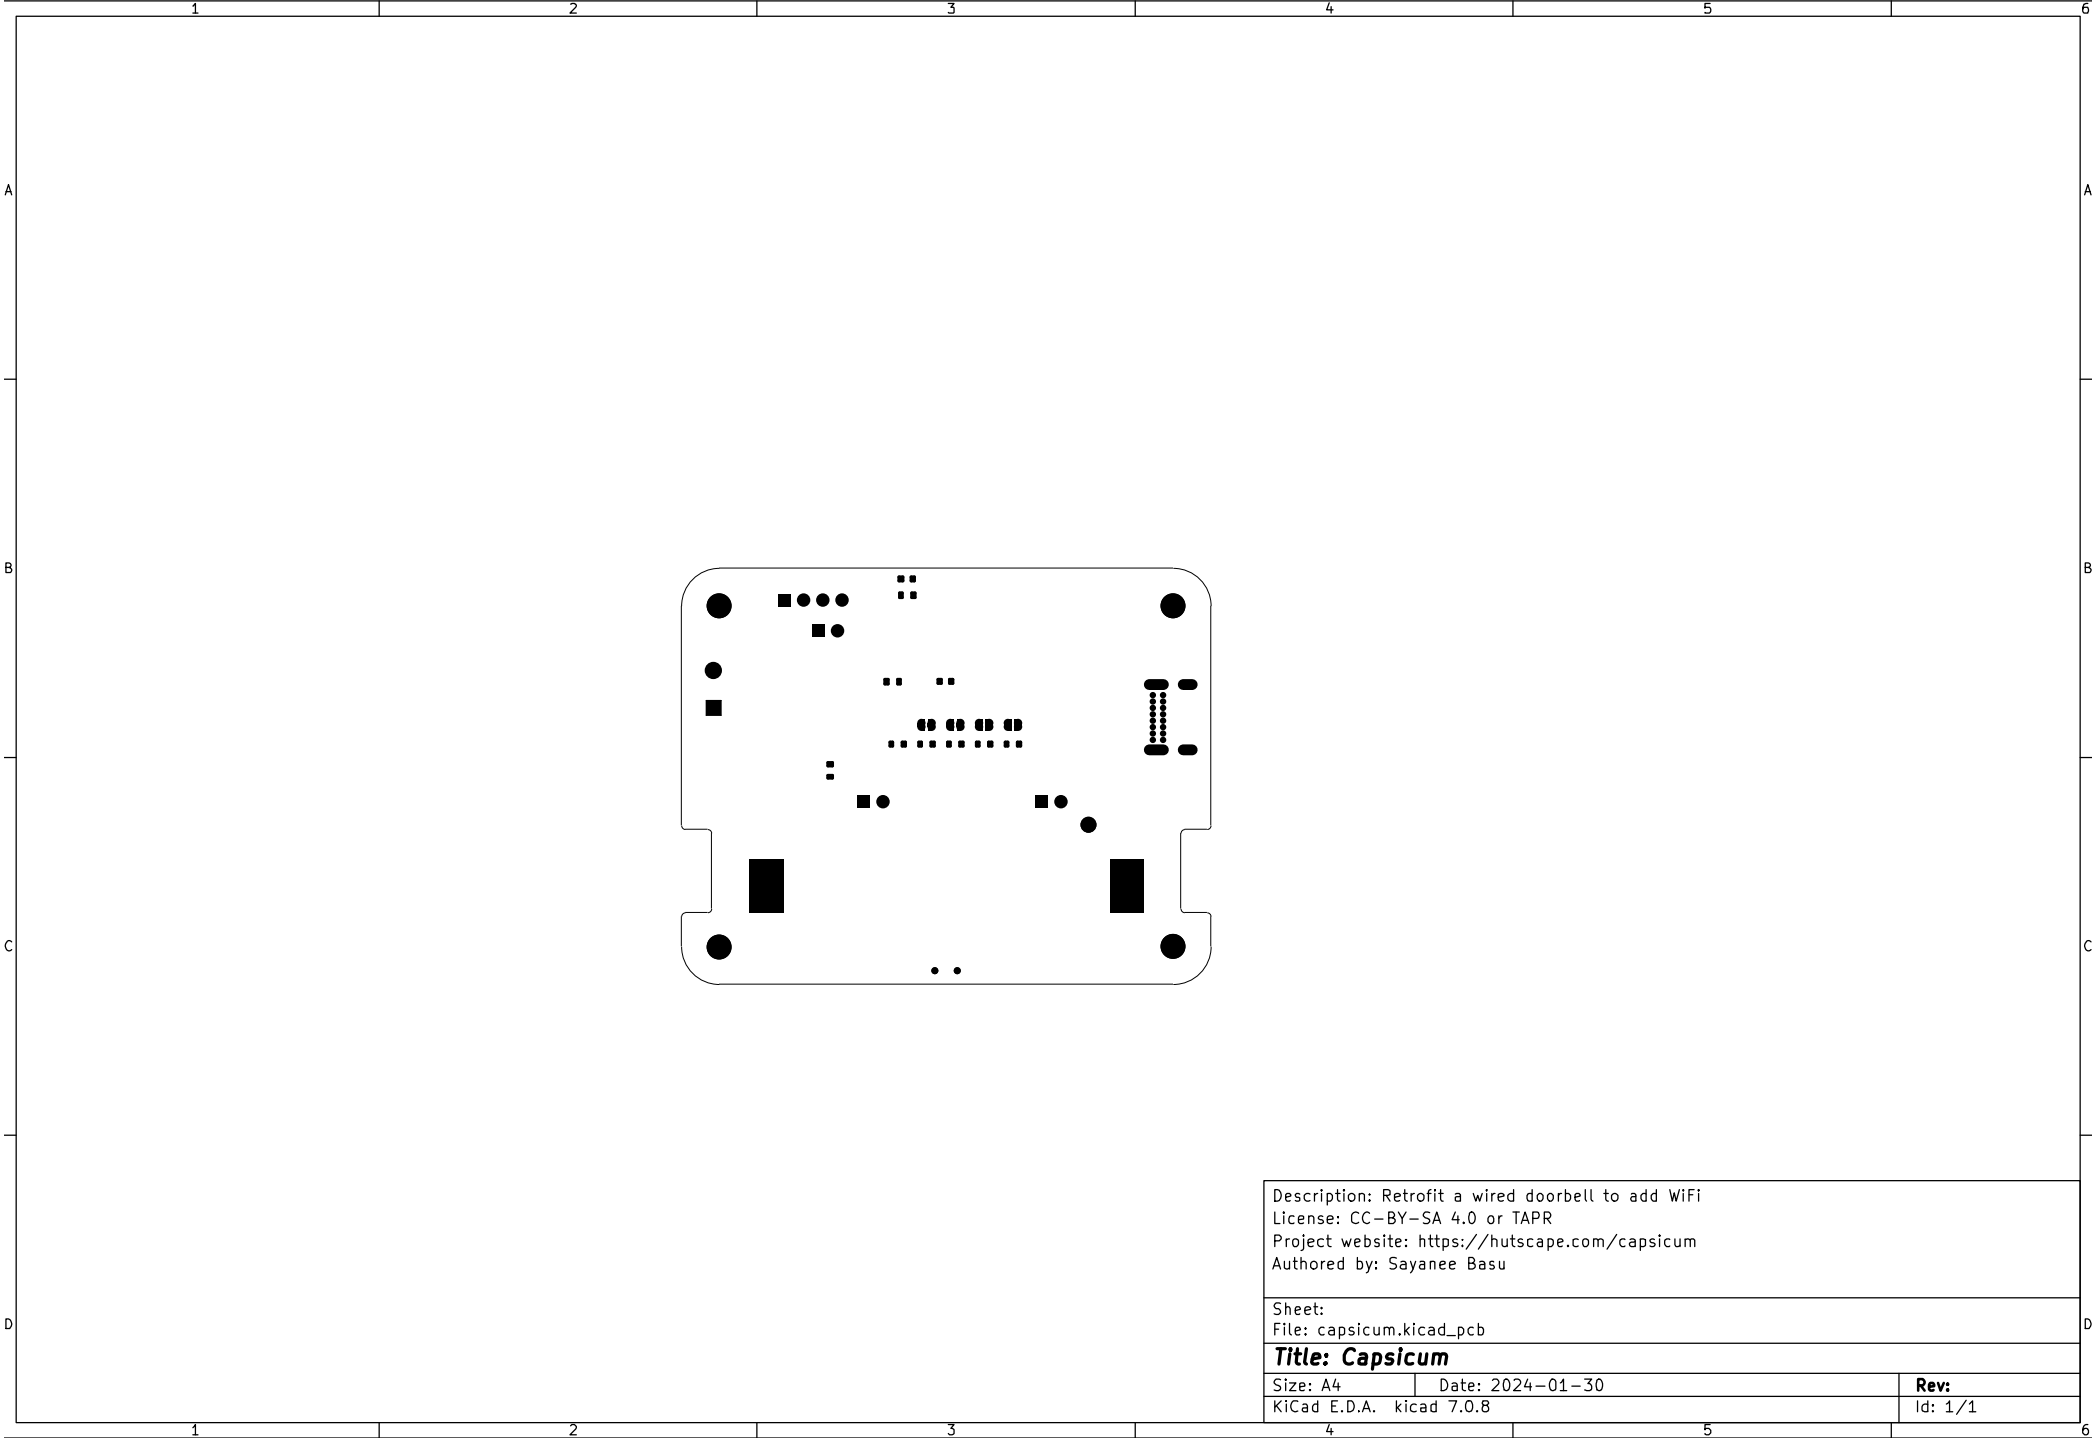 1 2 3 4 5 6
A A
B B
C C
Description: Retrofit a wired doorbell to add WiFi
License: CC-BY-SA 4.0 or TAPR
Project website: https://hutscape.com/capsicum
Authored by: Sayanee Basu
Sheet:
D D
File: capsicum.kicad_pcb
Title: Capsicum
Size: A4 Date: 2024-01-30 Rev:
KiCad E.D.A. kicad 7.0.8 Id: 1/1
1 2 3 4 5 6